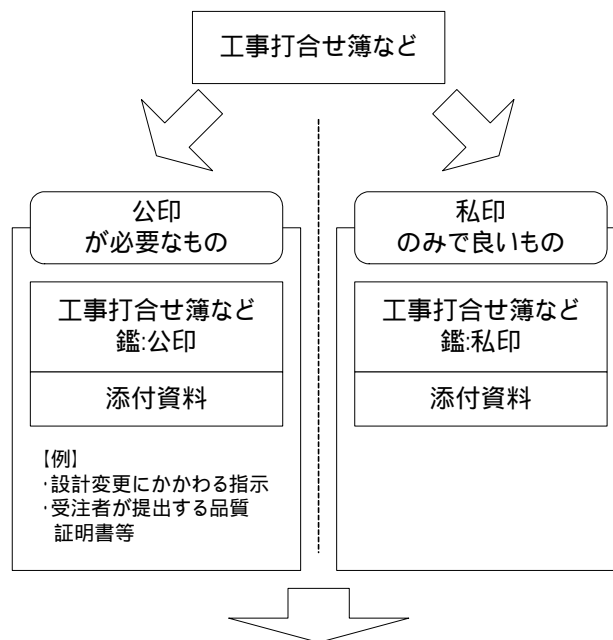 工事打合せ簿など
公印
が必要なもの
工事打合せ簿など
鑑:公印
添付資料
【例】
・設計変更にかかわる指示
・受注者が提出する品質
証明書等
私印
のみで良いもの
工事打合せ簿など
鑑:私印
添付資料